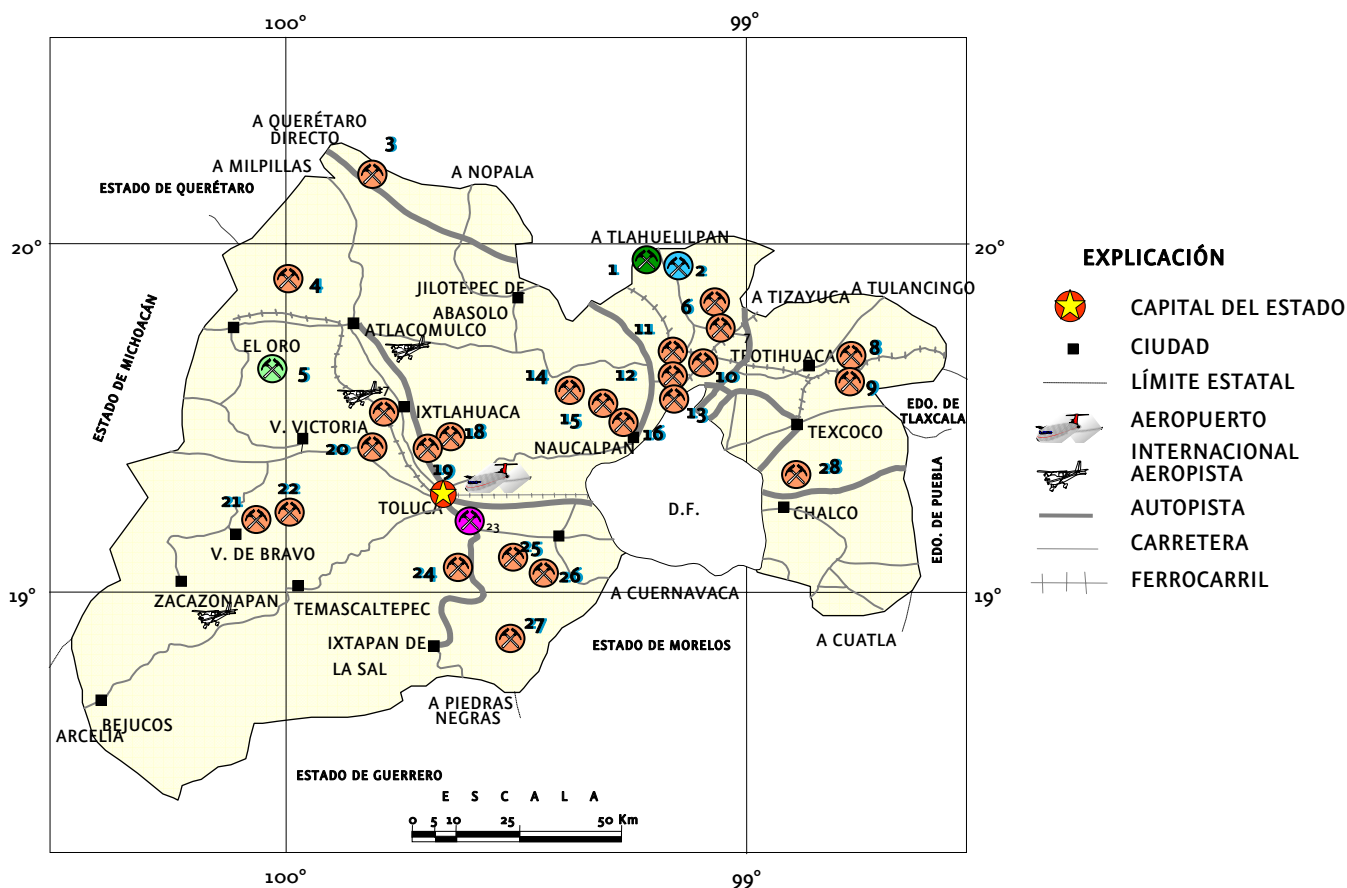 100°
99°
A QUERÉTARO
DIRECTO
3
A MILPILLAS
A NOPALA
ESTADO DE QUERÉTARO
20°
A TLAHUELILPAN
20°
1
2
4
JILOTEPEC DE
ABASOLO
6
A TIZAYUCA
A TULANCINGO
ESTADO DE MICHOACÁN
ATLACOMULCO
11
7
EL ORO
TEOTIHUACA
8
5
14
12
10
9
15
13
EDO. DE
TLAXCALA
7
IXTLAHUACA
V. VICTORIA
18
16
NAUCALPAN
TEXCOCO
20
19
28
21
22
TOLUCA
23
D.F.
CHALCO
EDO. DE PUEBLA
V. DE BRAVO
25
24
26
19°
19°
ZACAZONAPAN
TEMASCALTEPEC
A CUERNAVACA
27
IXTAPAN DE
LA SAL
ESTADO DE MORELOS
A CUATLA
A PIEDRAS
NEGRAS
BEJUCOS
ARCELIA
ESTADO DE GUERRERO
E S C A L A
0 5 10 25 50 Km
100°
99°
EXPLICACIÓN
CAPITAL DEL ESTADO
CIUDAD
LÍMITE ESTATAL
AEROPUERTO
INTERNACIONAL
AEROPISTA
AUTOPISTA
CARRETERA
FERROCARRIL